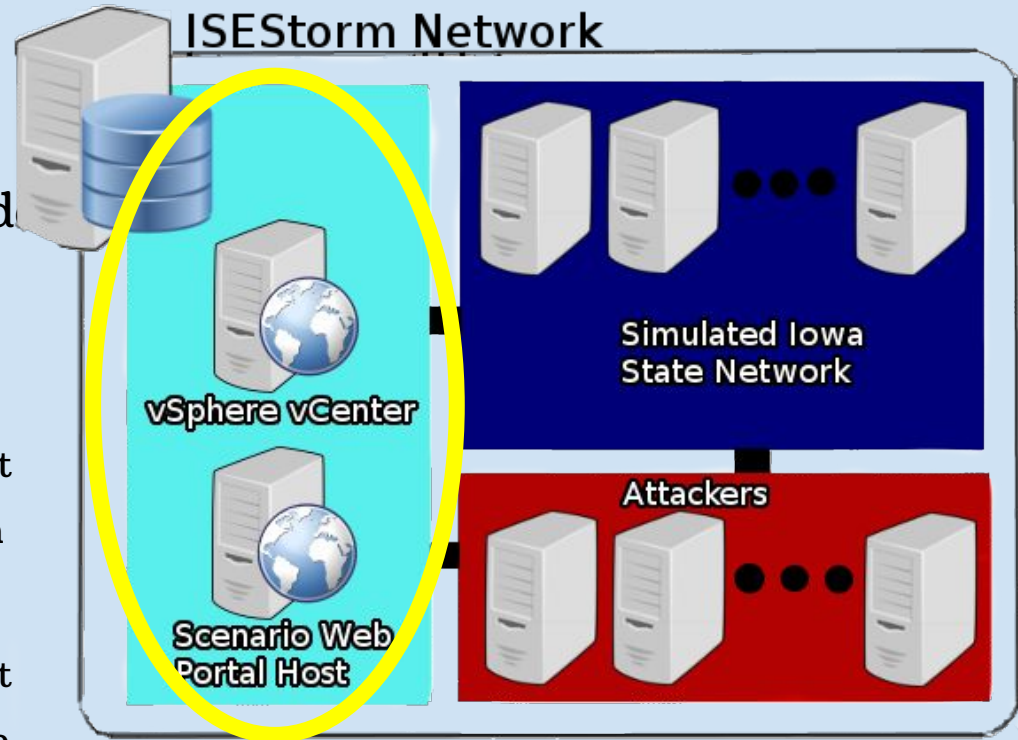 ISEStorm Network
Simulated Iowa
State Network
vSphere vCenter
Attackers
Scenario Web
Portal Host